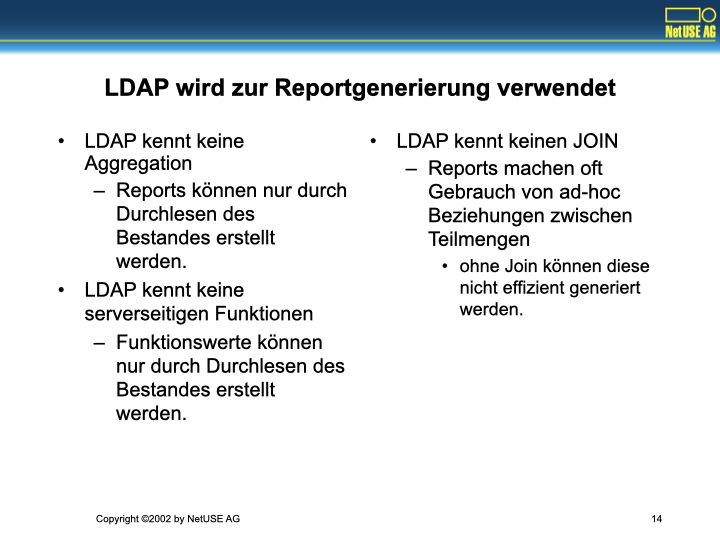 NetUSE AG
LDAP wird zur Reportgenerierung verwendet
• LDAP kennt keine
Aggregation
– Reports können nur durch
Durchlesen des
Bestandes erstellt
werden.
• LDAP kennt keine
serverseitigen Funktionen
– Funktionswerte können
nur durch Durchlesen des
Bestandes erstellt
werden.
• LDAP kennt keinen JOIN
– Reports machen oft
Gebrauch von ad-hoc
Beziehungen zwischen
Teilmengen
• ohne Join können diese
nicht effizient generiert
werden.
Copyright ©2002 by NetUSE AG
14